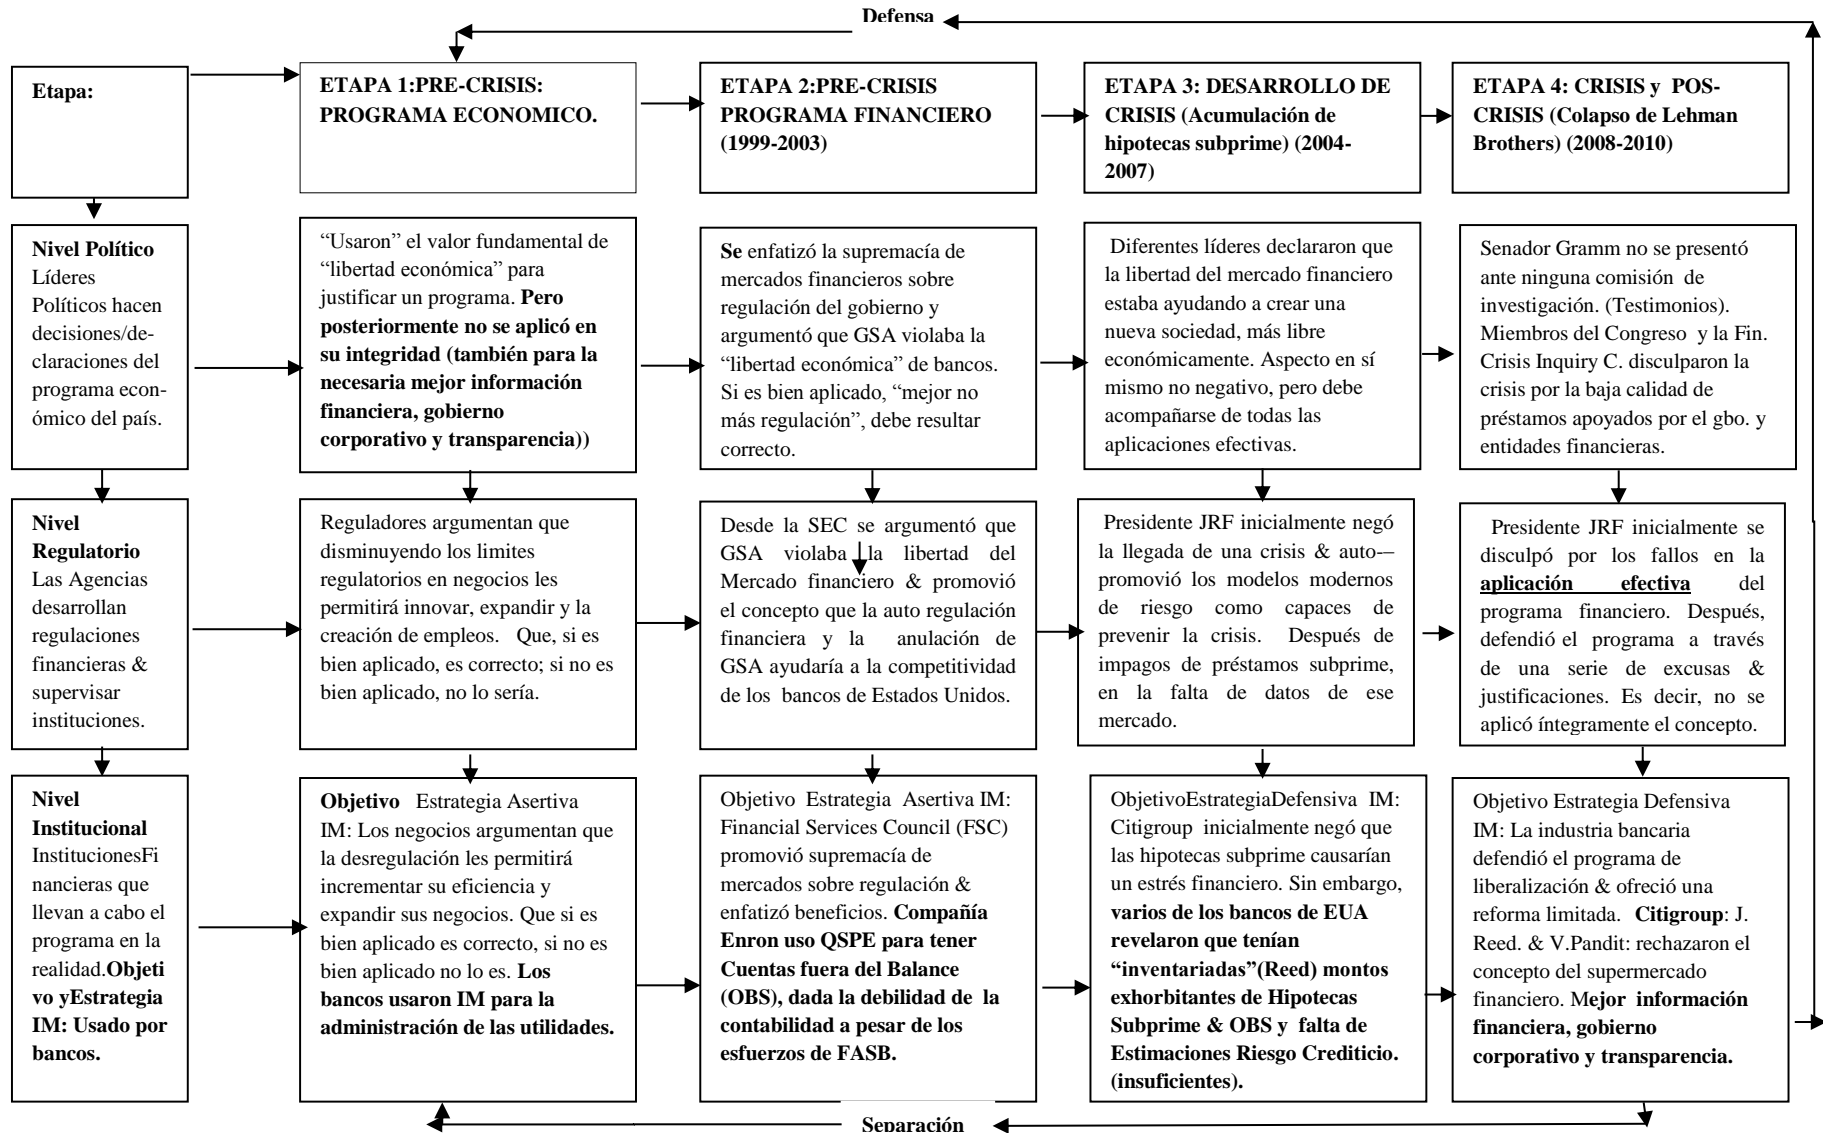 Defensa
Etapa:
ETAPA 1:PRE-CRISIS:
PROGRAMA ECONOMICO.
ETAPA 2:PRE-CRISIS
PROGRAMA FINANCIERO
(1999-2003)
ETAPA 3: DESARROLLO DE
CRISIS (Acumulación de
hipotecas subprime) (2004-
2007)
ETAPA 4: CRISIS y POS-
CRISIS (Colapso de Lehman
Brothers) (2008-2010)
Nivel Político
Líderes
Políticos hacen
decisiones/de-
claraciones del
programa econ-
ómico del país.
“Usaron” el valor fundamental de
“libertad económica” para
justificar un programa. Pero
posteriormente no se aplicó en
su integridad (también para la
necesaria mejor información
financiera, gobierno
corporativo y transparencia))
Se enfatizó la supremacía de
mercados financieros sobre
regulación del gobierno y
argumentó que GSA violaba la
“libertad económica” de bancos.
Si es bien aplicado, “mejor no
más regulación”, debe resultar
correcto.
Diferentes líderes declararon que
la libertad del mercado financiero
estaba ayudando a crear una
nueva sociedad, más libre
económicamente. Aspecto en sí
mismo no negativo, pero debe
acompañarse de todas las
aplicaciones efectivas.
Senador Gramm no se presentó
ante ninguna comisión de
investigación. (Testimonios).
Miembros del Congreso y la Fin.
Crisis Inquiry C. disculparon la
crisis por la baja calidad de
préstamos apoyados por el gbo. y
entidades financieras.
Nivel
Regulatorio
Las Agencias
desarrollan
regulaciones
financieras &
supervisar
instituciones.
Reguladores argumentan que
disminuyendo los limites
regulatorios en negocios les
permitirá innovar, expandir y la
creación de empleos. Que, si es
bien aplicado, es correcto; si no es
bien aplicado, no lo sería.
Desde la SEC se argumentó que
GSA violaba la libertad del
Mercado financiero & promovió
el concepto que la auto regulación
financiera y la anulación de
GSA ayudaría a la competitividad
de los bancos de Estados Unidos.
Presidente JRF inicialmente negó
la llegada de una crisis & auto-–
promovió los modelos modernos
de riesgo como capaces de
prevenir la crisis. Después de
impagos de préstamos subprime,
en la falta de datos de ese
mercado.
Presidente JRF inicialmente se
disculpó por los fallos en la
aplicación efectiva del
programa financiero. Después,
defendió el programa a través
de una serie de excusas &
justificaciones. Es decir, no se
aplicó íntegramente el concepto.
Nivel
Institucional
InstitucionesFi
nancieras que
llevan a cabo el
programa en la
realidad.Objeti
vo yEstrategia
IM: Usado por
bancos.
Objetivo Estrategia Asertiva
IM: Los negocios argumentan que
la desregulación les permitirá
incrementar su eficiencia y
expandir sus negocios. Que si es
bien aplicado es correcto, si no es
bien aplicado no lo es. Los
bancos usaron IM para la
administración de las utilidades.
Objetivo Estrategia Asertiva IM:
Financial Services Council (FSC)
promovió supremacía de
mercados sobre regulación &
enfatizó beneficios. Compañía
Enron uso QSPE para tener
Cuentas fuera del Balance
(OBS), dada la debilidad de la
contabilidad a pesar de los
esfuerzos de FASB.
ObjetivoEstrategiaDefensiva IM:
Citigroup inicialmente negó que
las hipotecas subprime causarían
un estrés financiero. Sin embargo,
varios de los bancos de EUA
revelaron que tenían
“inventariadas”(Reed) montos
exhorbitantes de Hipotecas
Subprime & OBS y falta de
Estimaciones Riesgo Crediticio.
(insuficientes).
Objetivo Estrategia Defensiva
IM: La industria bancaria
defendió el programa de
liberalización & ofreció una
reforma limitada. Citigroup: J.
Reed. & V.Pandit: rechazaron el
concepto del supermercado
financiero. Mejor información
financiera, gobierno
corporativo y transparencia.
Separación